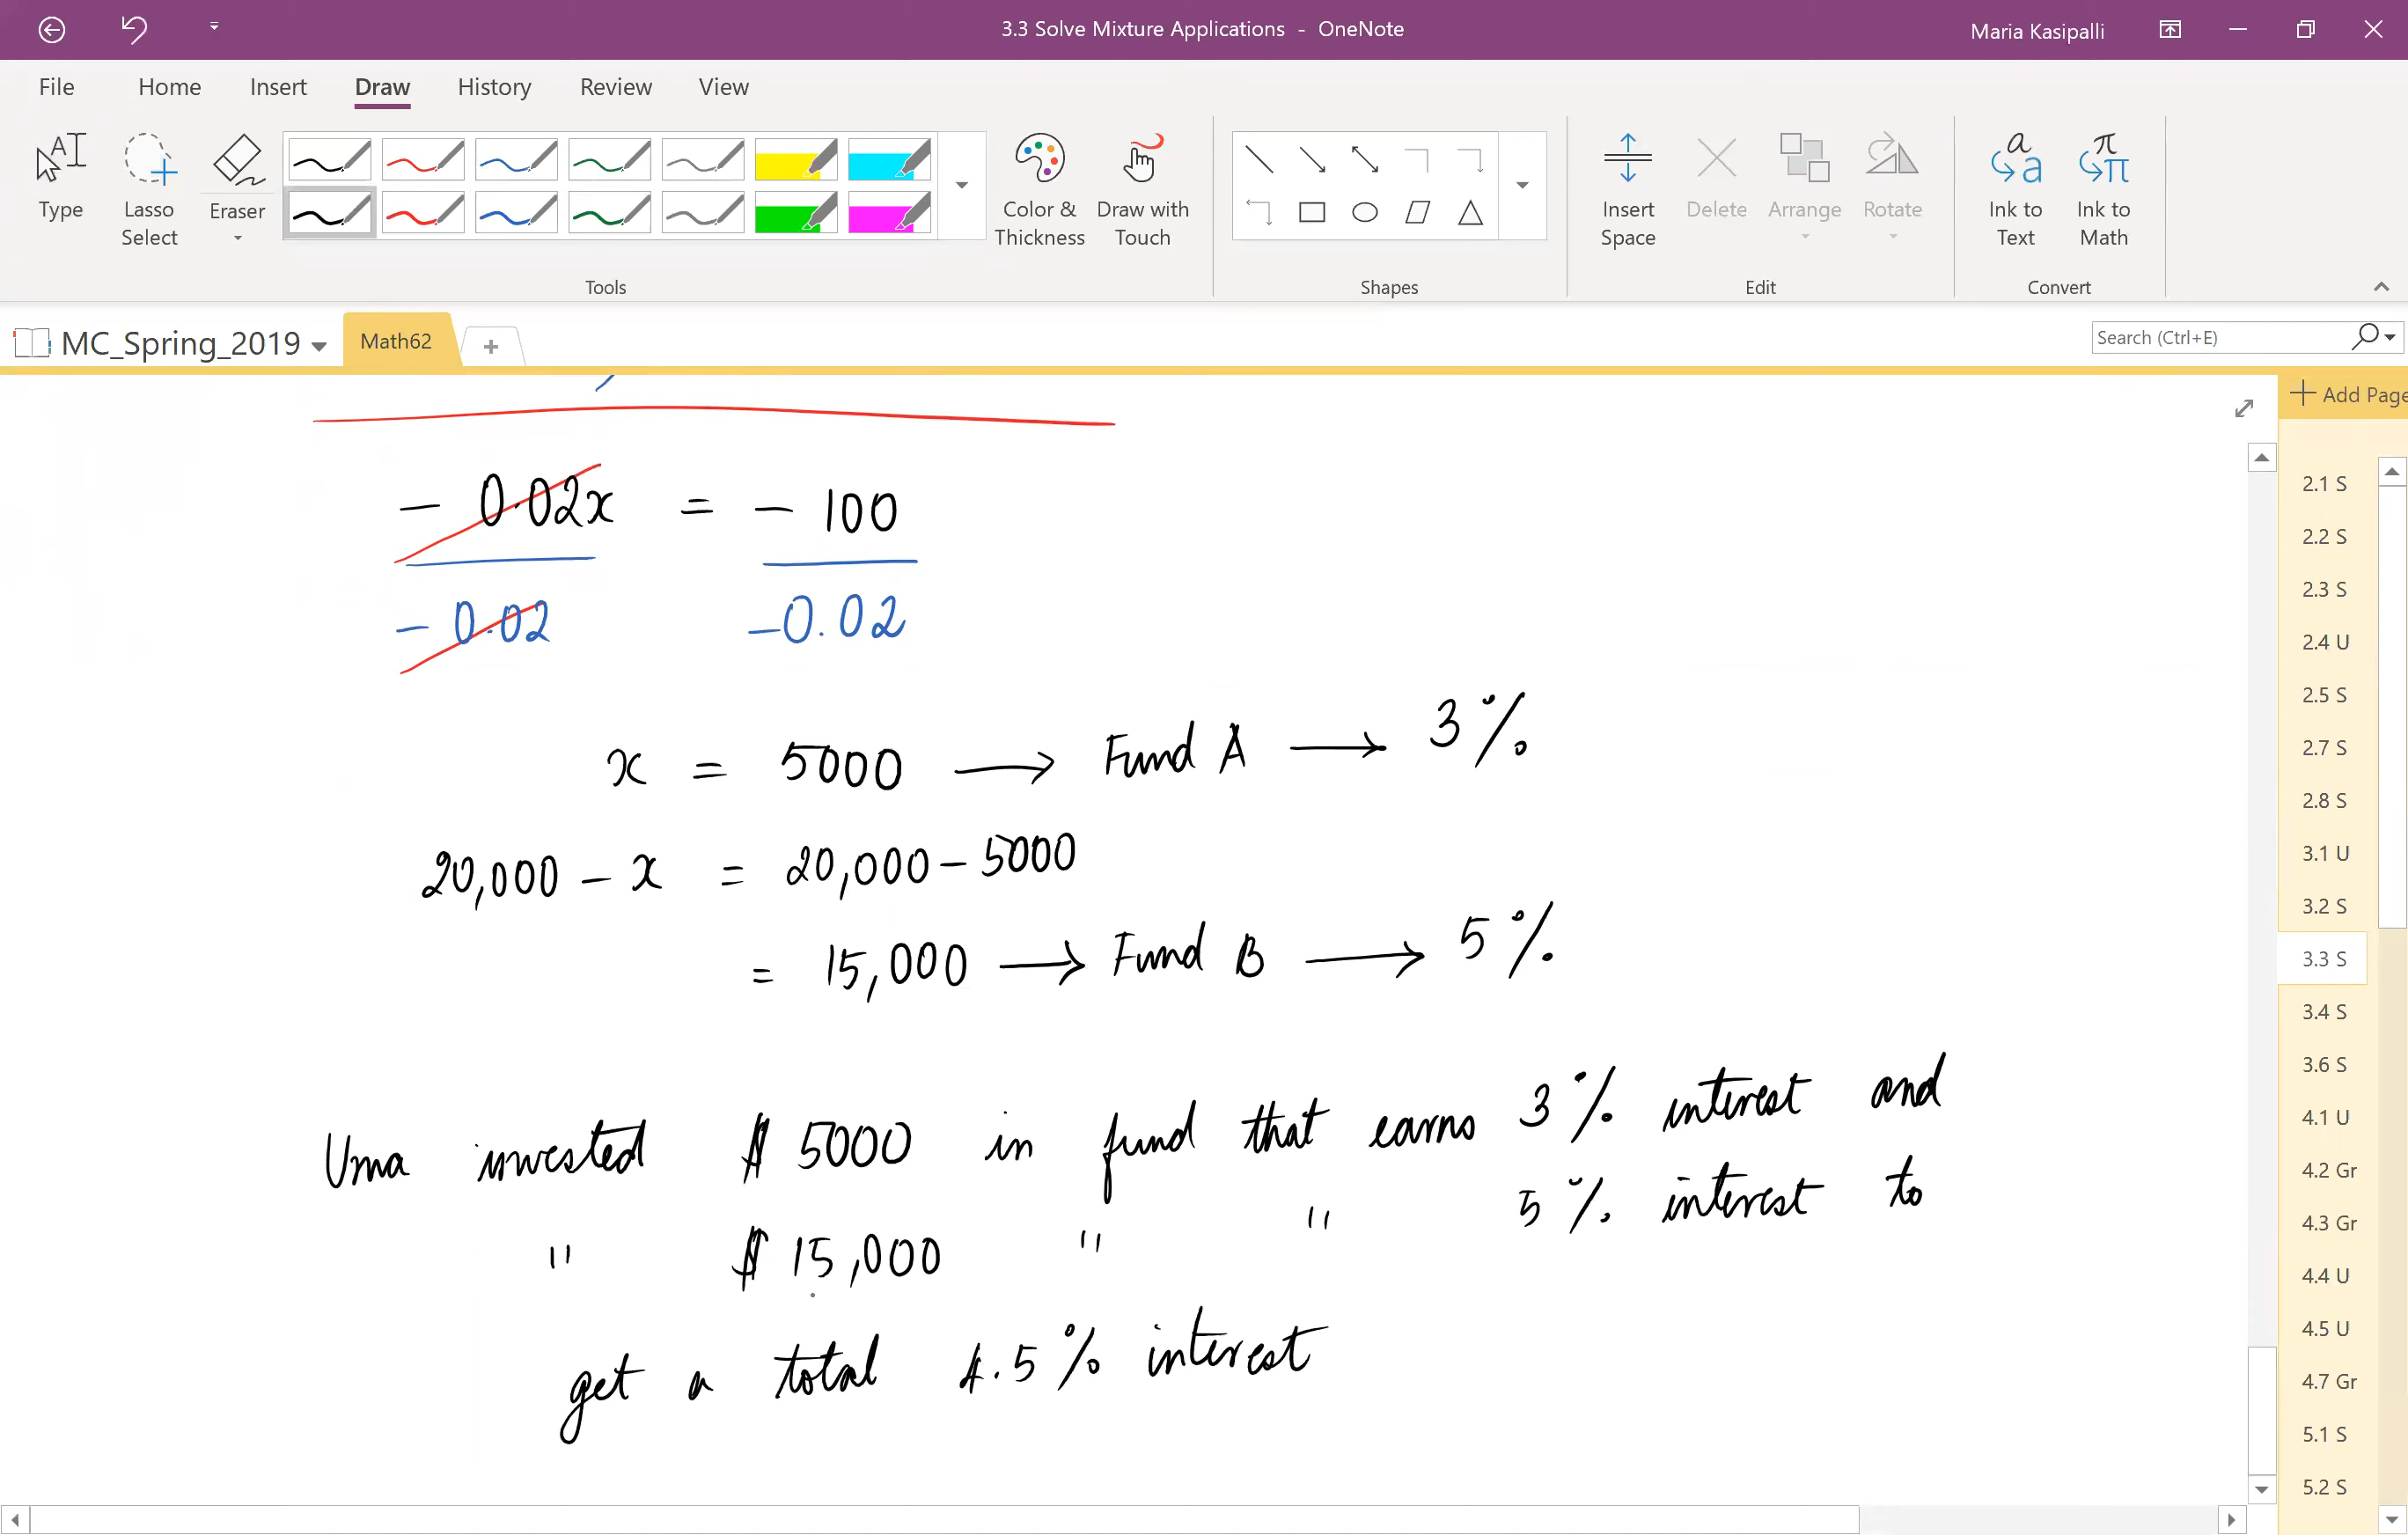 3.3 Solve Mixture Applications - OneNote
Maria Kasipalli
File Home Insert Draw History Review View
Type
Lasso Select
Eraser
Color & Thickness
Draw with Touch
Insert Space
Delete
Arrange
Rotate
Ink to Text
Ink to Math
Tools
Shapes
Edit
Convert
MC_Spring_2019
Math62
+
Search (Ctrl+E)
Add Page
− 0.02x = − 100
− 0.02 −0.02
x = 5000 → Fund A → 3%
20,000 − x = 20,000 − 5000
= 15,000 → Fund B → 5%
Uma invested $ 5000 in fund that earns 3% interest and
" $ 15,000 " " 5% interest to
get a total 4.5% interest
2.1 S
2.2 S
2.3 S
2.4 U
2.5 S
2.7 S
2.8 S
3.1 U
3.2 S
3.3 S
3.4 S
3.6 S
4.1 U
4.2 Gr
4.3 Gr
4.4 U
4.5 U
4.7 Gr
5.1 S
5.2 S